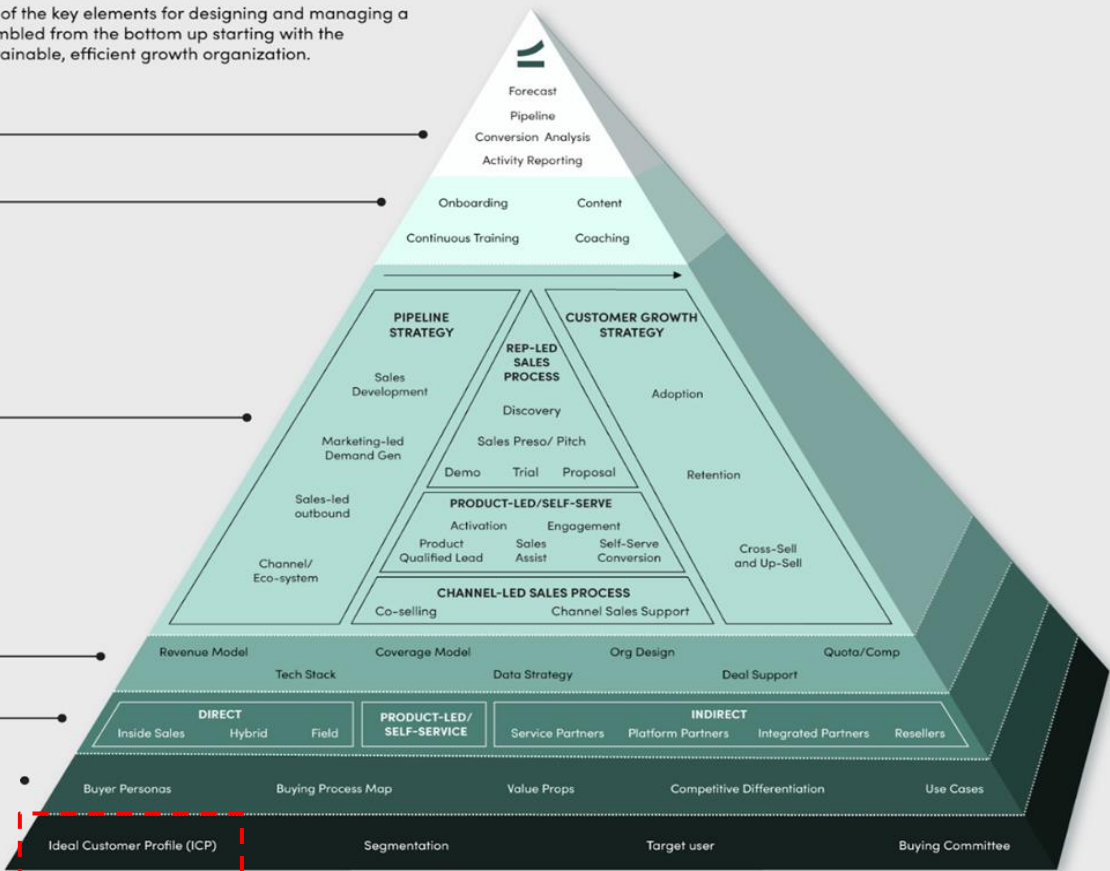 of the key elements for designing and managing a
mbled from the bottom up starting with the
ainable, efficient growth organization.
Forecast
Pipeline
Conversion Analysis
Activity Reporting
Onboarding Content
Continuous Training Coaching
PIPELINE
STRATEGY
Sales
Development
Marketing-led
Demand Gen
Sales-led
outbound
Channel/
Eco-system
REP-LED
SALES
PROCESS
Discovery
Sales Preso/ Pitch
Demo Trial Proposal
PRODUCT-LED/SELF-SERVE
Activation Engagement
Product
Qualified Lead
Sales
Assist
Self-Serve
Conversion
CHANNEL-LED SALES PROCESS
Co-selling Channel Sales Support
CUSTOMER GROWTH
STRATEGY
Adoption
Retention
Cross-Sell
and Up-Sell
Revenue Model Coverage Model Org Design Quota/Comp
Tech Stack Data Strategy Deal Support
DIRECT
Inside Sales Hybrid Field
PRODUCT-LED/
SELF-SERVICE
INDIRECT
Service Partners Platform Partners Integrated Partners Resellers
Buyer Personas Buying Process Map Value Props Competitive Differentiation Use Cases
Ideal Customer Profile (ICP) Segmentation Target user Buying Committee